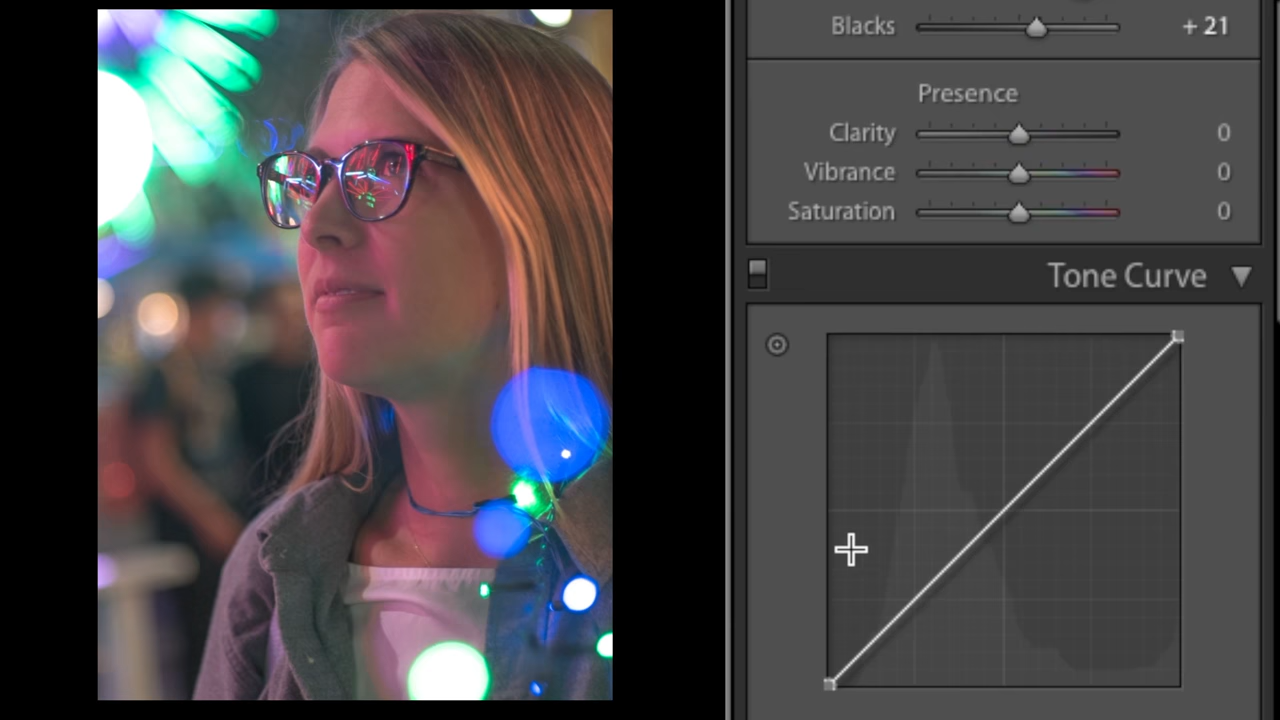 Blacks + 21
Presence
Clarity 0
Vibrance 0
Saturation 0
Tone Curve